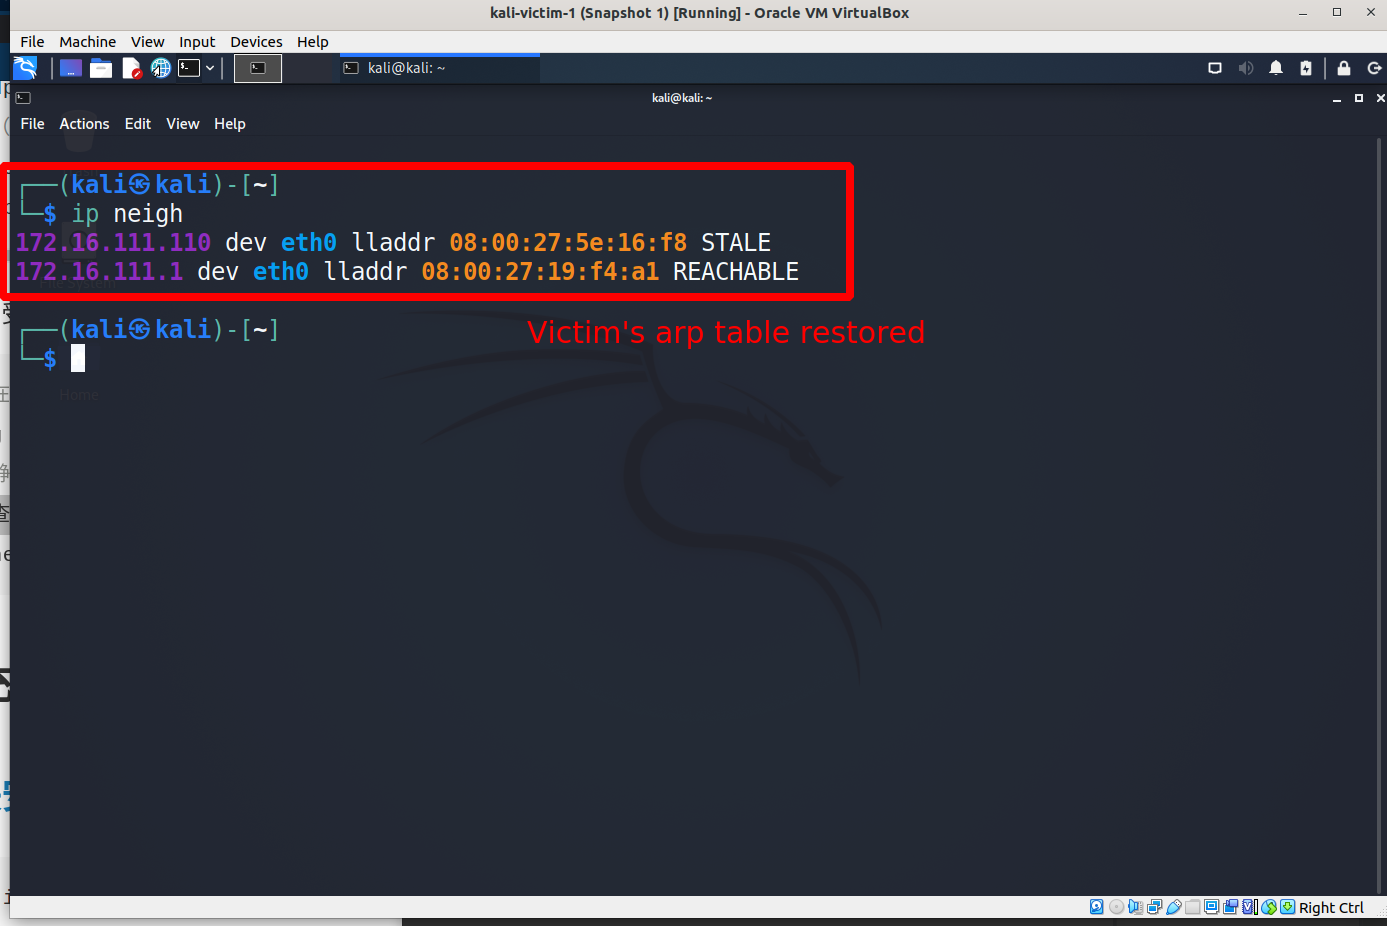 kali-victim-1 (Snapshot 1) [Running] - Oracle VM VirtualBox
File Machine View Input Devices Help
kali@kali: ~
kali@kali: ~
File Actions Edit View Help
┌──(kali㉿kali)-[~]
└─$ ip neigh
172.16.111.110 dev eth0 lladdr 08:00:27:5e:16:f8 STALE
172.16.111.1 dev eth0 lladdr 08:00:27:19:f4:a1 REACHABLE
File System
┌──(kali㉿kali)-[~]
Victim's arp table restored
└─$
Home
Right Ctrl